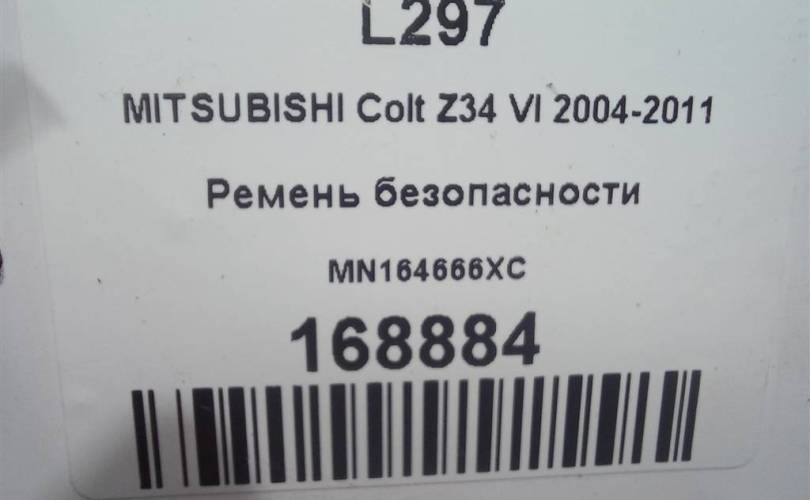 L297
MITSUBISHI Colt Z34 VI 2004-2011
Ремень безопасности
MN164666XC
168884